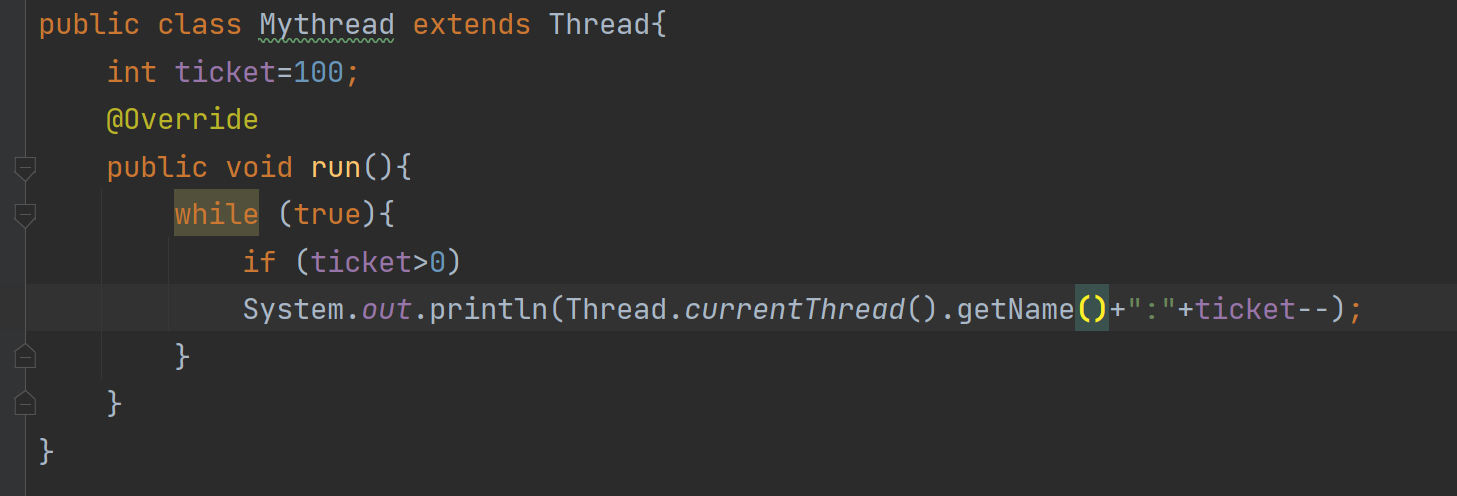 public class Mythread extends Thread{
    int ticket=100;
    @Override
    public void run(){
        while (true){
            if (ticket>0)
            System.out.println(Thread.currentThread().getName()+":"+ticket--);
        }
    }
}